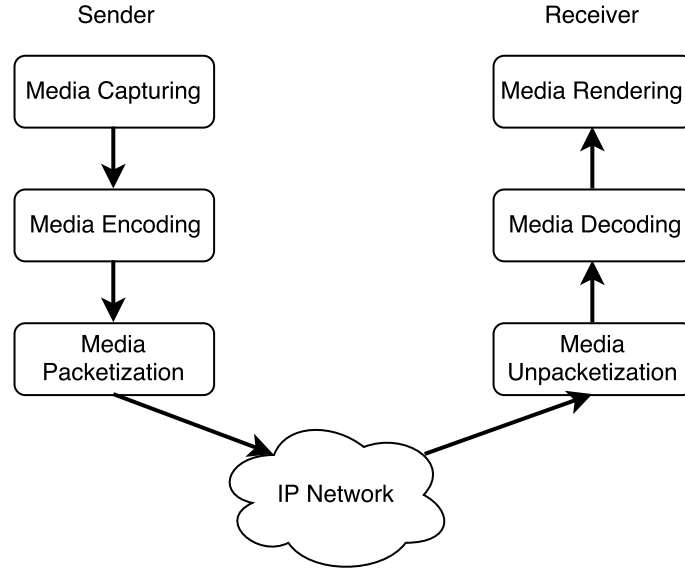 Sender
Receiver
Media Capturing
Media Rendering
Media Encoding
Media Decoding
Media
Packetization
Media
Unpacketization
IP Network